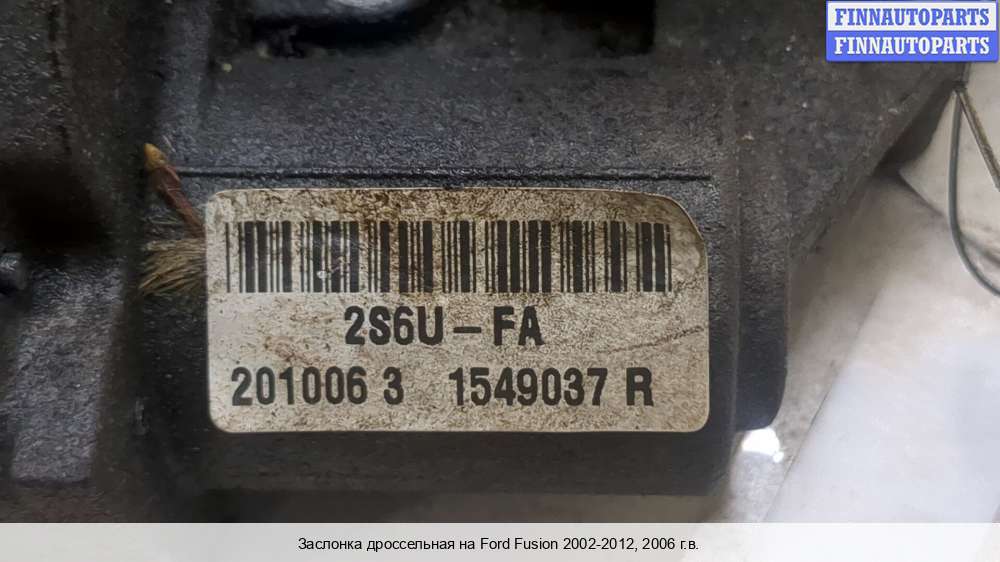 FINNAUTOPARTS
FINNAUTOPARTS
2S6U-FA
201006 3 1549037 R
Заслонка дроссельная на Ford Fusion 2002-2012, 2006 г.в.